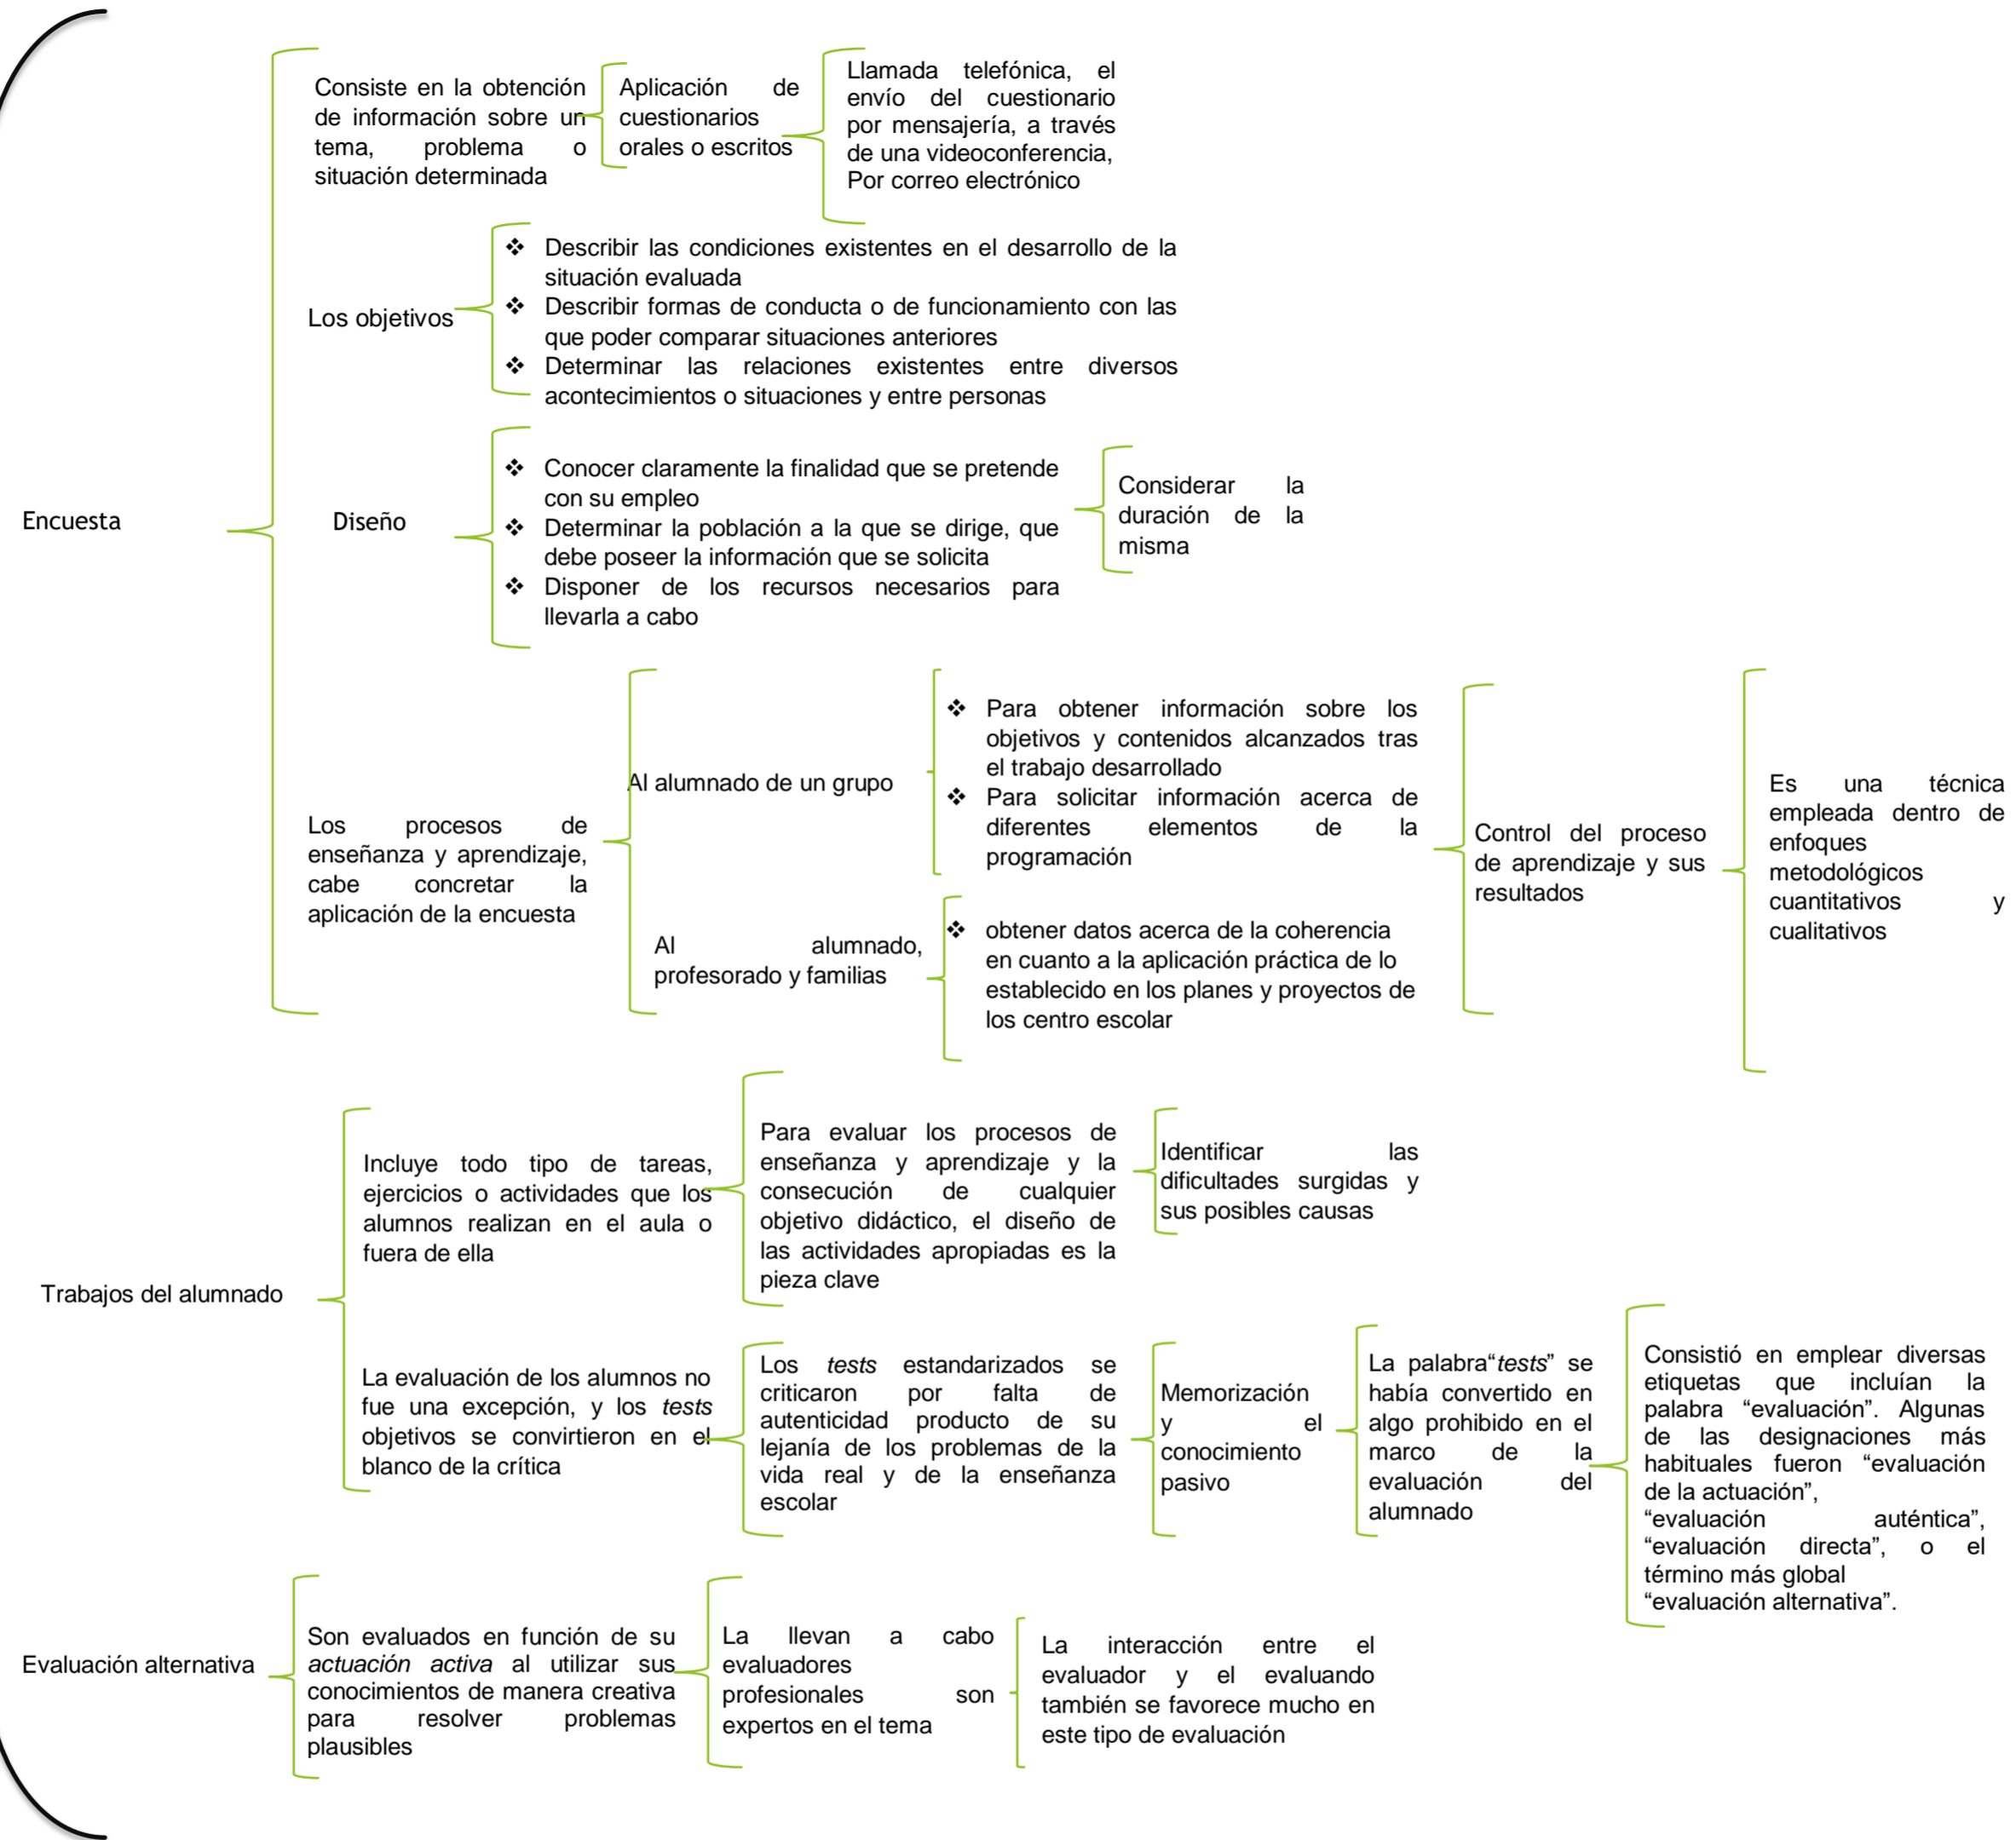 Encuesta
Consiste en la obtención
de información sobre un
tema, problema o
situación determinada
Aplicación de
cuestionarios
orales o escritos
Llamada telefónica, el
envío del cuestionario
por mensajería, a través
de una videoconferencia,
Por correo electrónico
Los objetivos
❖ Describir las condiciones existentes en el desarrollo de la
situación evaluada
❖ Describir formas de conducta o de funcionamiento con las
que poder comparar situaciones anteriores
❖ Determinar las relaciones existentes entre diversos
acontecimientos o situaciones y entre personas
Diseño
❖ Conocer claramente la finalidad que se pretende
con su empleo
❖ Determinar la población a la que se dirige, que
debe poseer la información que se solicita
❖ Disponer de los recursos necesarios para
llevarla a cabo
Considerar la
duración de la
misma
Los procesos de
enseñanza y aprendizaje,
cabe concretar la
aplicación de la encuesta
Al alumnado de un grupo
❖ Para obtener información sobre los
objetivos y contenidos alcanzados tras
el trabajo desarrollado
❖ Para solicitar información acerca de
diferentes elementos de la
programación
Al alumnado,
profesorado y familias
❖ obtener datos acerca de la coherencia
en cuanto a la aplicación práctica de lo
establecido en los planes y proyectos de
los centro escolar
Control del proceso
de aprendizaje y sus
resultados
Es una técnica
empleada dentro de
enfoques
metodológicos
cuantitativos y
cualitativos
Trabajos del alumnado
Incluye todo tipo de tareas,
ejercicios o actividades que los
alumnos realizan en el aula o
fuera de ella
Para evaluar los procesos de
enseñanza y aprendizaje y la
consecución de cualquier
objetivo didáctico, el diseño de
las actividades apropiadas es la
pieza clave
Identificar las
dificultades surgidas y
sus posibles causas
La evaluación de los alumnos no
fue una excepción, y los tests
objetivos se convirtieron en el
blanco de la crítica
Los tests estandarizados se
criticaron por falta de
autenticidad producto de su
lejanía de los problemas de la
vida real y de la enseñanza
escolar
Memorización
y el
conocimiento
pasivo
La palabra“tests” se
había convertido en
algo prohibido en el
marco de la
evaluación del
alumnado
Consistió en emplear diversas
etiquetas que incluían la
palabra “evaluación”. Algunas
de las designaciones más
habituales fueron “evaluación
de la actuación”,
“evaluación auténtica”,
“evaluación directa”, o el
término más global
“evaluación alternativa”.
Evaluación alternativa
Son evaluados en función de su
actuación activa al utilizar sus
conocimientos de manera creativa
para resolver problemas
plausibles
La llevan a cabo
evaluadores
profesionales son
expertos en el tema
La interacción entre el
evaluador y el evaluando
también se favorece mucho en
este tipo de evaluación